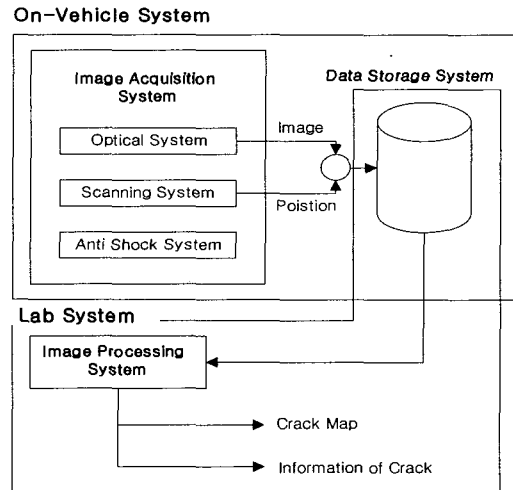 On-Vehicle System
Image Acquisition
System
Data Storage System
Optical System
Image
Scanning System
Poistion
Anti Shock System
Lab System
Image Processing
System
Crack Map
Information of Crack